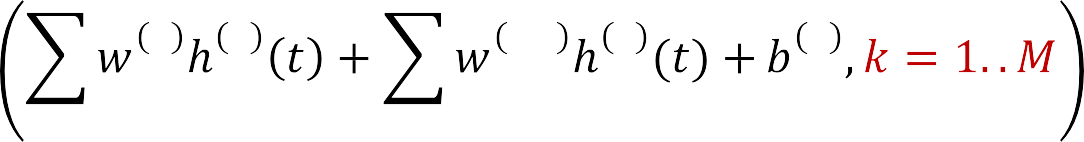 (∑ w^( ) h^( )(t) + ∑ w^( ) h^( )(t) + b^( ), k = 1..M)